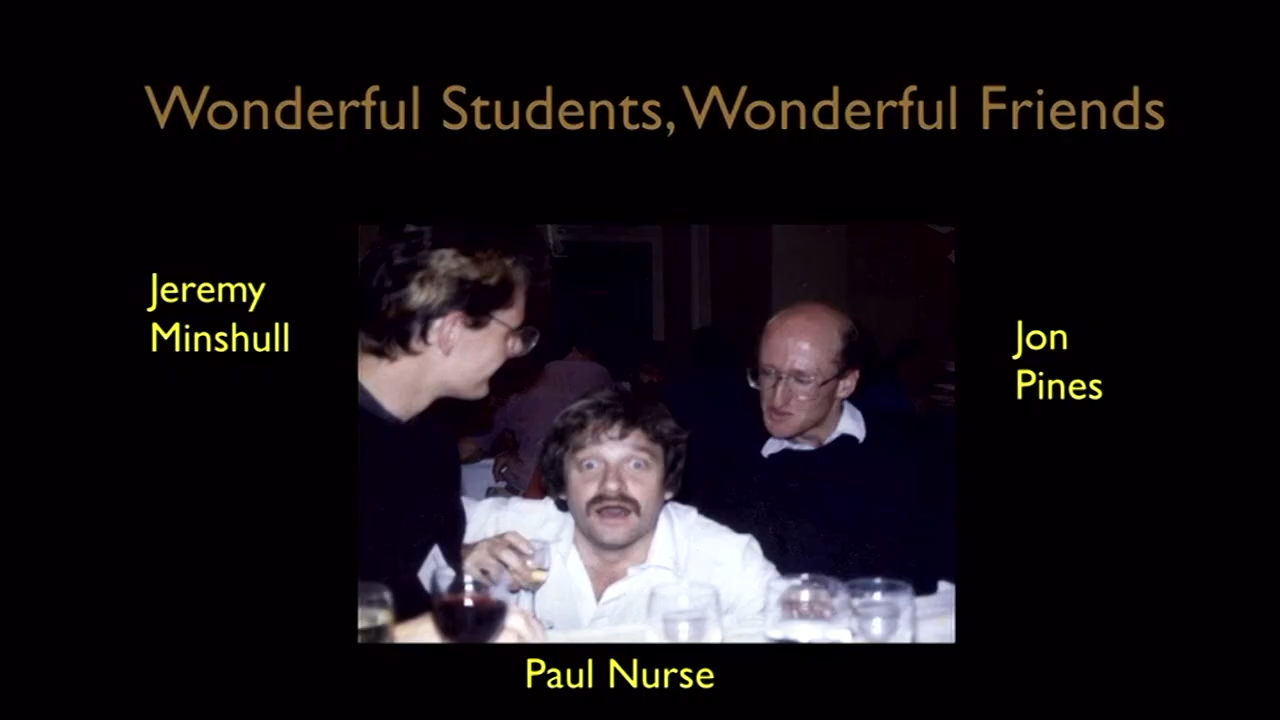 Wonderful Students, Wonderful Friends
Jeremy
Minshull
Jon
Pines
Paul Nurse